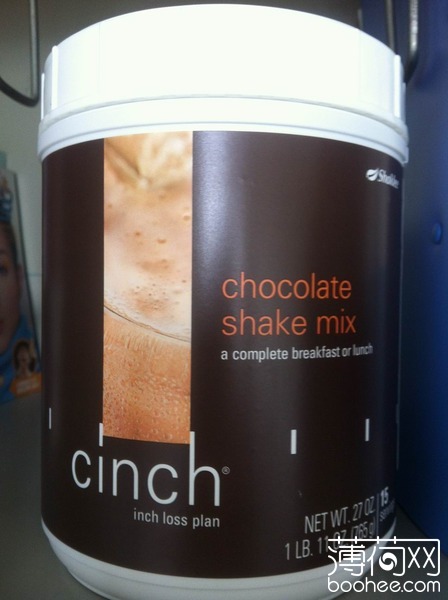 Shaklee
chocolate
shake mix
a complete breakfast or lunch
cinch®
inch loss plan
NET WT. 27 OZ
15
1 LB. 11 OZ (765 g)
薄荷网
boohee.com